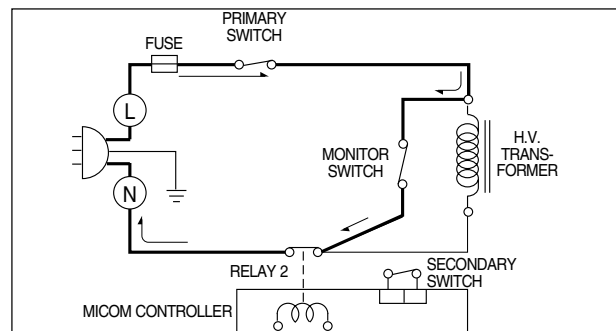 PRIMARY
SWITCH
FUSE
L
H.V.
TRANS-
FORMER
MONITOR
SWITCH
N
RELAY 2
SECONDARY
SWITCH
MICOM CONTROLLER